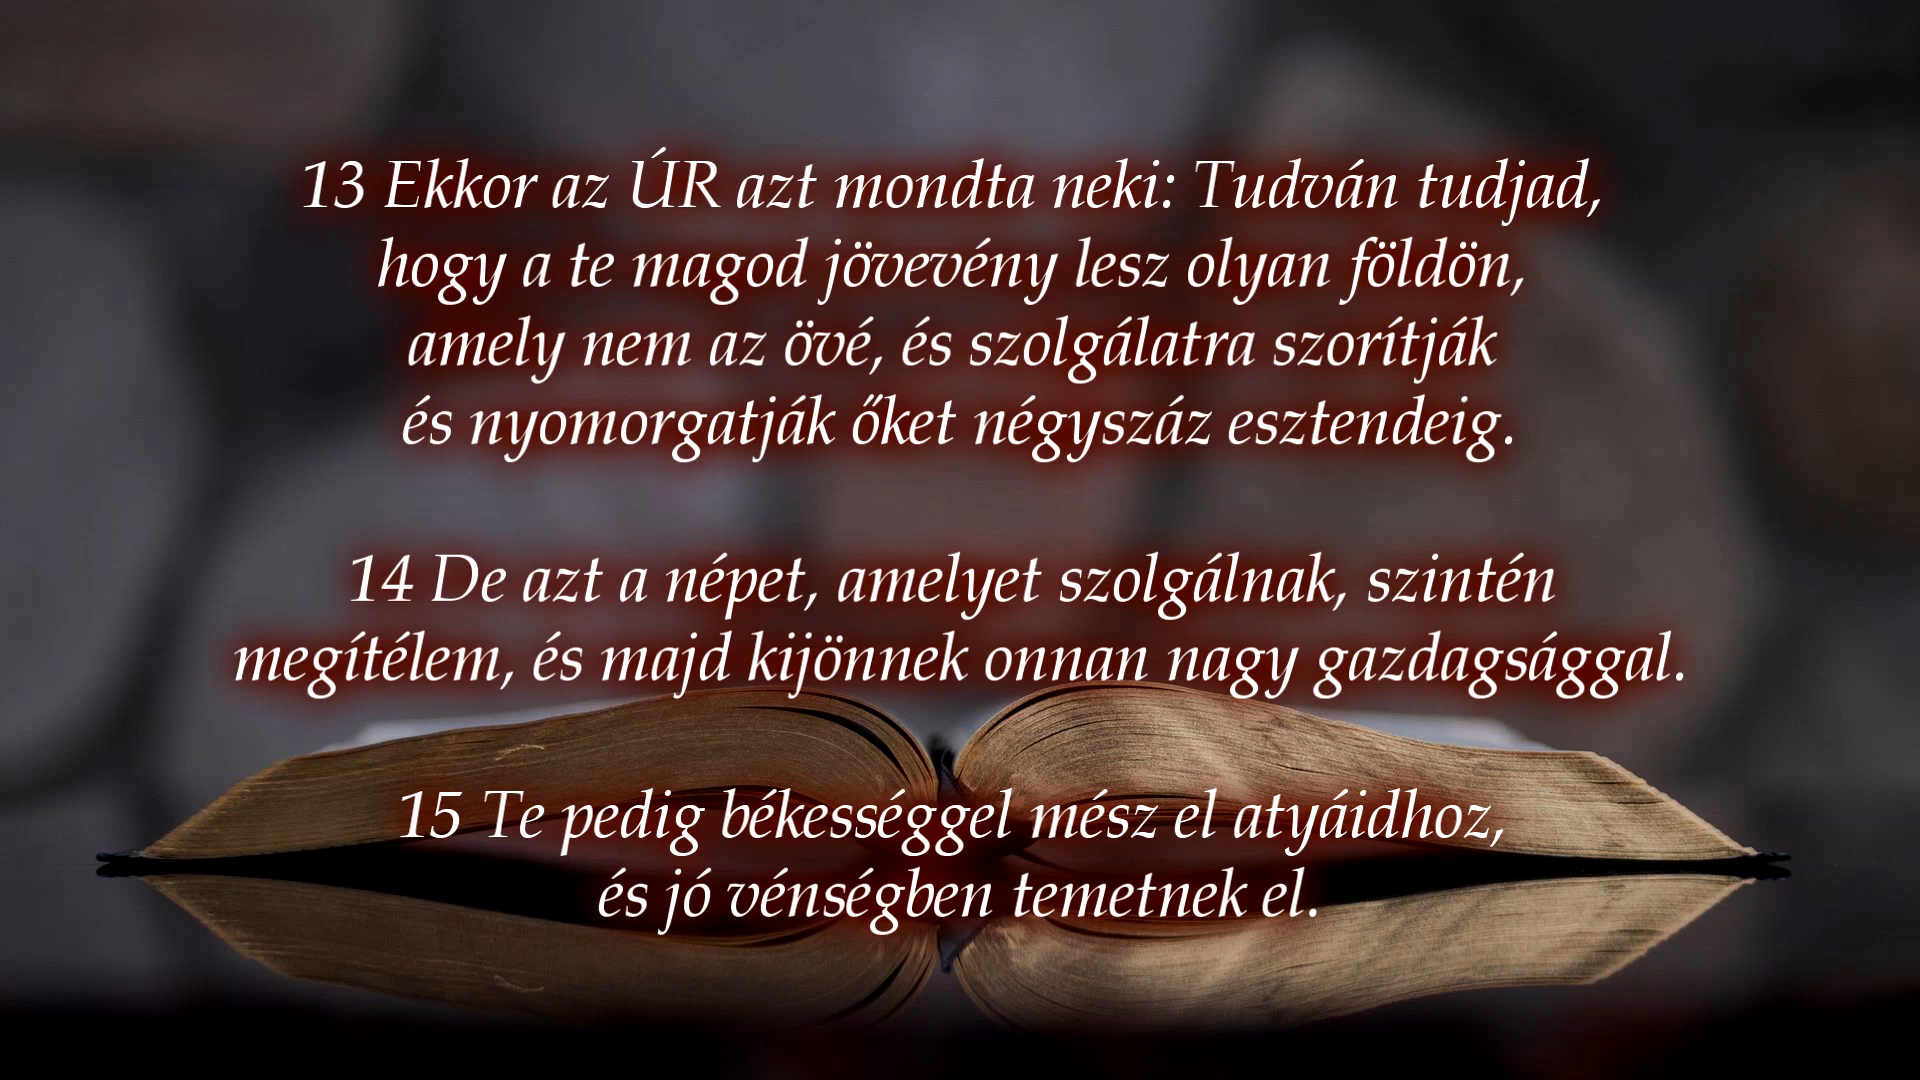 13 Ekkor az ÚR azt mondta neki: Tudván tudjad,
hogy a te magod jövevény lesz olyan földön,
amely nem az övé, és szolgálatra szorítják
és nyomorgatják őket négyszáz esztendeig.
14 De azt a népet, amelyet szolgálnak, szintén
megítélem, és majd kijönnek onnan nagy gazdagsággal.
15 Te pedig békességgel mész el atyáidhoz,
és jó vénségben temetnek el.